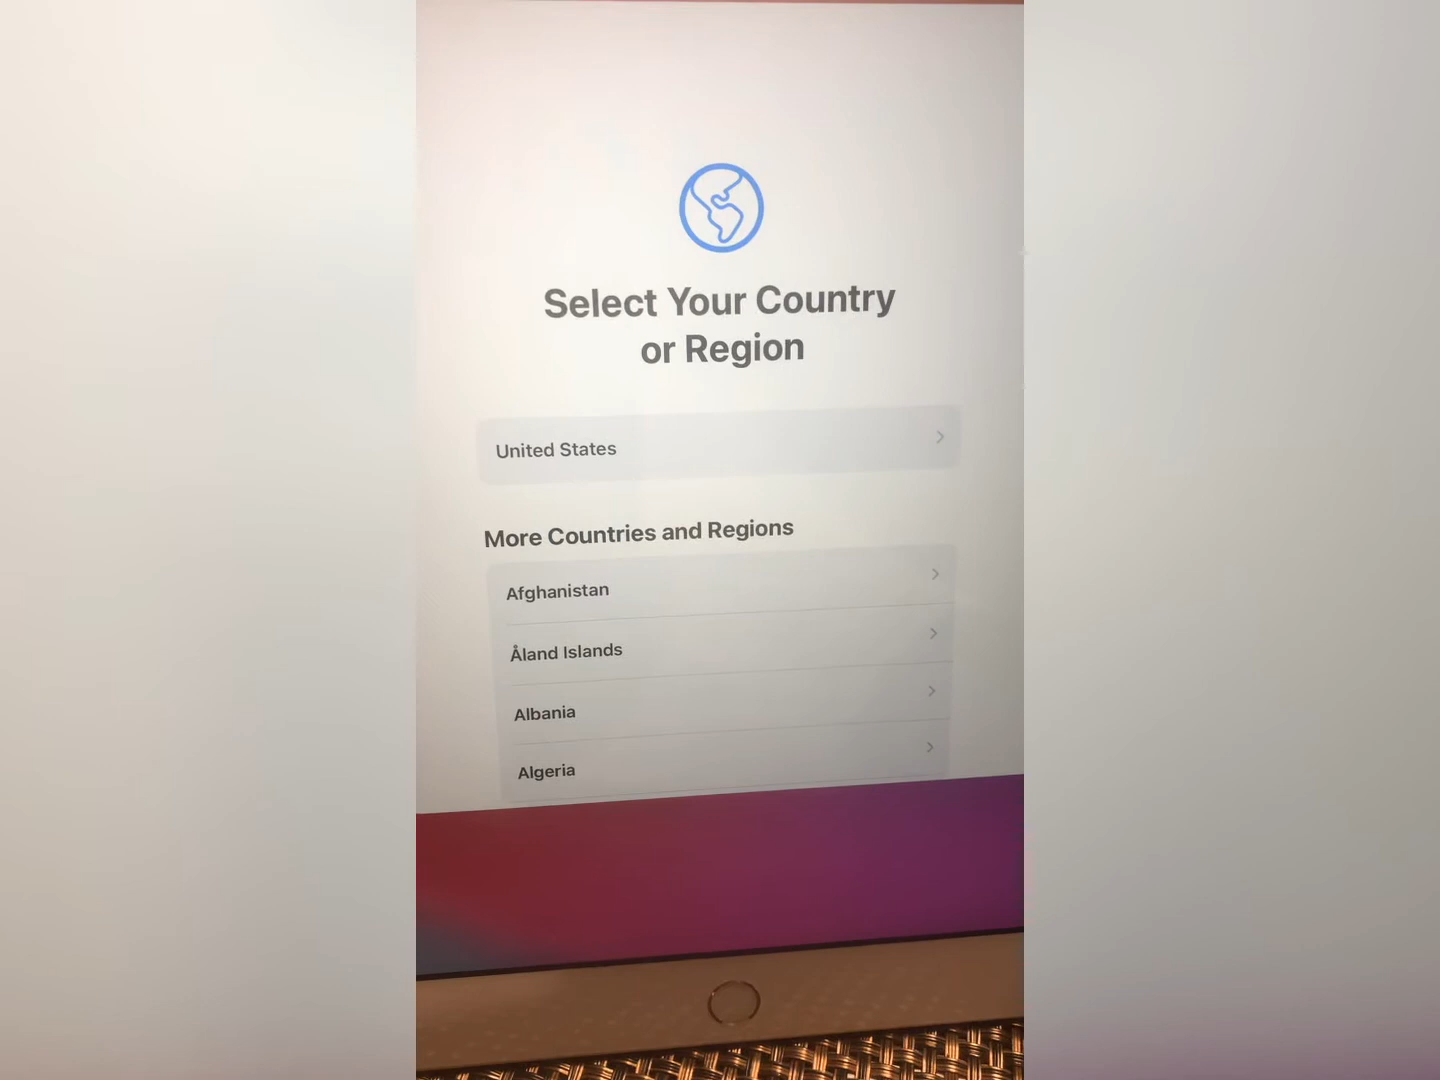 Select Your Country
or Region
United States
More Countries and Regions
Afghanistan
Åland Islands
Albania
Algeria